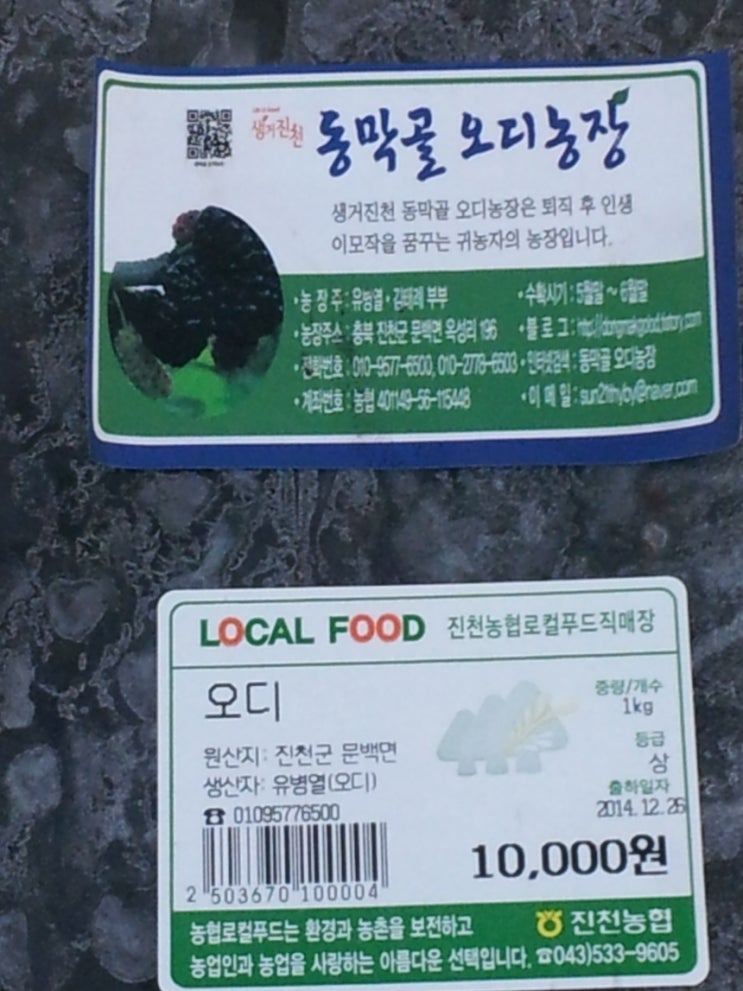 생거진천
동막골 오디농장
생거진천 동막골 오디농장은 퇴직 후 인생
이모작을 꿈꾸는 귀농자의 농장입니다.
• 농 장 주 : 유병열 • 김태례 부부
• 수확시기 : 5월말 ~ 6월말
• 농장주소 : 충북 진천군 문백면 옥성리 196
• 블 로 그 :
• 전화번호 : 010-9577-6500, 010-2778-6503
• 인터넷검색 : 동막골 오디농장
• 계좌번호 : 농협 401149-56-115448
• 이 메 일 :
LOCAL FOOD 진천농협로컬푸드직매장
오디
중량/개수
1kg
원산지: 진천군 문백면
등급
상
생산자: 유병열(오디)
출하일자
2014.12.26
☎ 01095776500
10,000원
2 503670 100004
농협로컬푸드는 환경과 농촌을 보전하고
농업인과 농업을 사랑하는 아름다운 선택입니다.
진천농협
☎043)533-9605